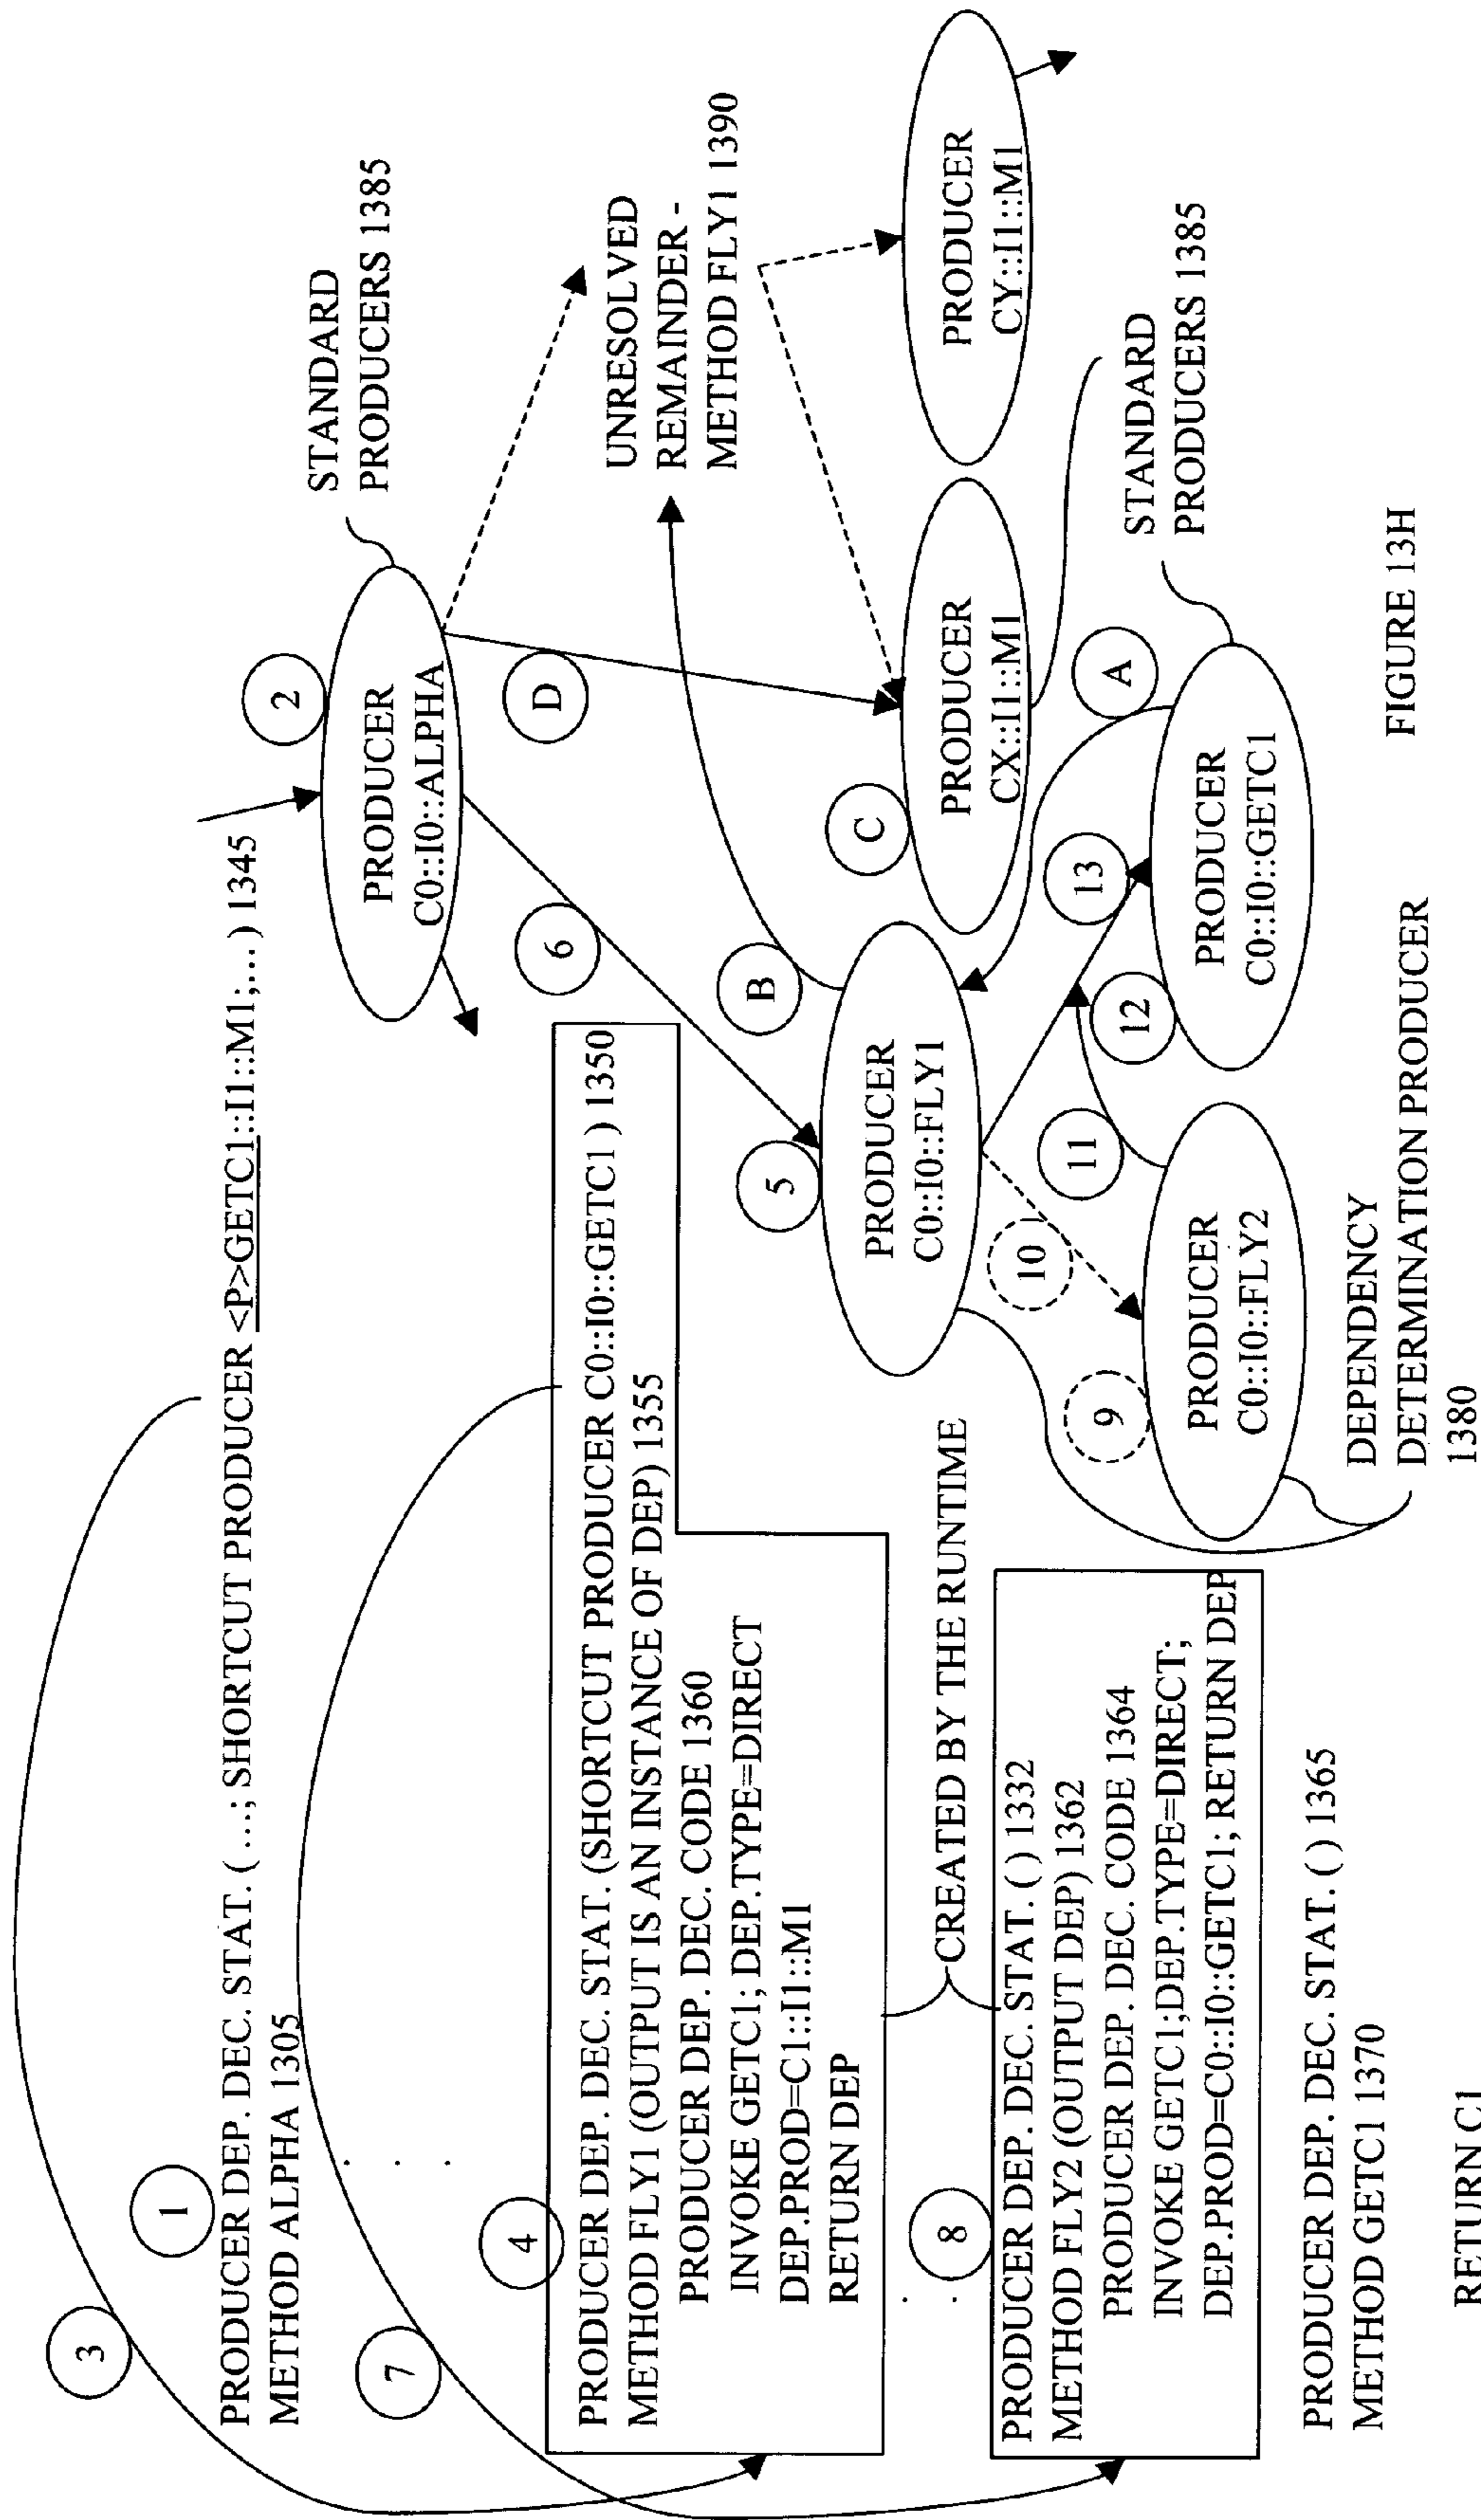 3
1
PRODUCER DEP. DEC. STAT. ( ...; SHORTCUT PRODUCER <P>GETC1::I1::M1;... ) 1345
METHOD ALPHA 1305
.
.
.
7
4
PRODUCER DEP. DEC. STAT. (SHORTCUT PRODUCER C0::I0::GETC1 ) 1350
METHOD FLY1 (OUTPUT IS AN INSTANCE OF DEP) 1355
PRODUCER DEP. DEC. CODE 1360
INVOKE GETC1; DEP.TYPE=DIRECT
DEP.PROD=C1::I1::M1
RETURN DEP
CREATED BY THE RUNTIME
.
.
8
PRODUCER DEP. DEC. STAT. ( ) 1332
METHOD FLY2 (OUTPUT DEP) 1362
PRODUCER DEP. DEC. CODE 1364
INVOKE GETC1;DEP.TYPE=DIRECT;
DEP.PROD=C0::I0::GETC1; RETURN DEP
PRODUCER DEP. DEC. STAT. ( ) 1365
METHOD GETC1 1370
RETURN C1
2
PRODUCER
C0::I0::ALPHA
STANDARD
PRODUCERS 1385
6
D
UNRESOLVED
REMAINDER -
METHOD FLY1 1390
5
B
PRODUCER
C0::I0::FLY1
C
PRODUCER
CX::I1::M1
PRODUCER
CY::I1::M1
10
11
12
13
A
STANDARD
PRODUCERS 1385
9
PRODUCER
C0::I0::FLY2
PRODUCER
C0::I0::GETC1
DEPENDENCY
DETERMINATION PRODUCER
1380
FIGURE 13H